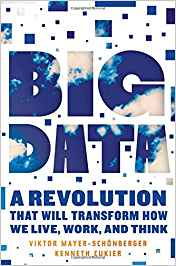 BIG
DATA
A REVOLUTION
THAT WILL TRANSFORM HOW
WE LIVE, WORK, AND THINK
VIKTOR MAYER-SCHÖNBERGER
KENNETH CUKIER